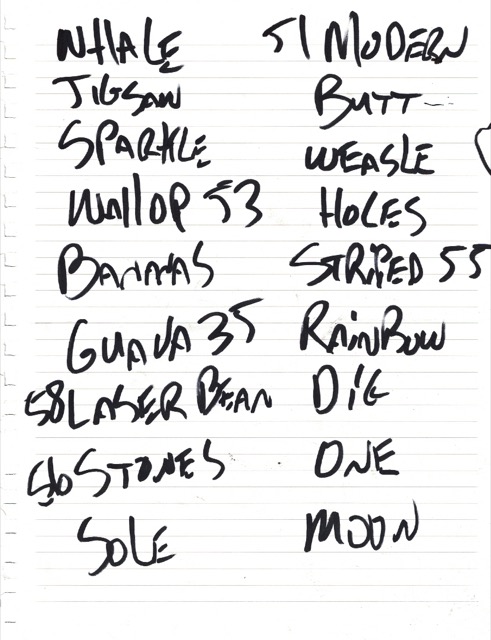 WHALE
JIGSAW
SPARKLE
WALLOP 53
BANANAS
GUAVA 35
58 LASER BEAN
STONES
SOLE
51 MODERN
BUTT
WEASLE
HOLES
STRIPED 55
RAINBOW
DIG
ONE
MOON